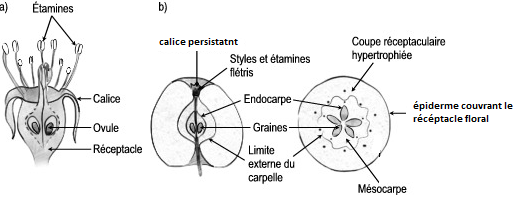 a)
Étamines
Calice
Ovule
Réceptacle
b)
calice persistatnt
Styles et étamines
flétris
Endocarpe
Graines
Limite
externe du
carpelle
Coupe réceptaculaire
hypertrophiée
épiderme couvrant le
récéptacle floral
Mésocarpe